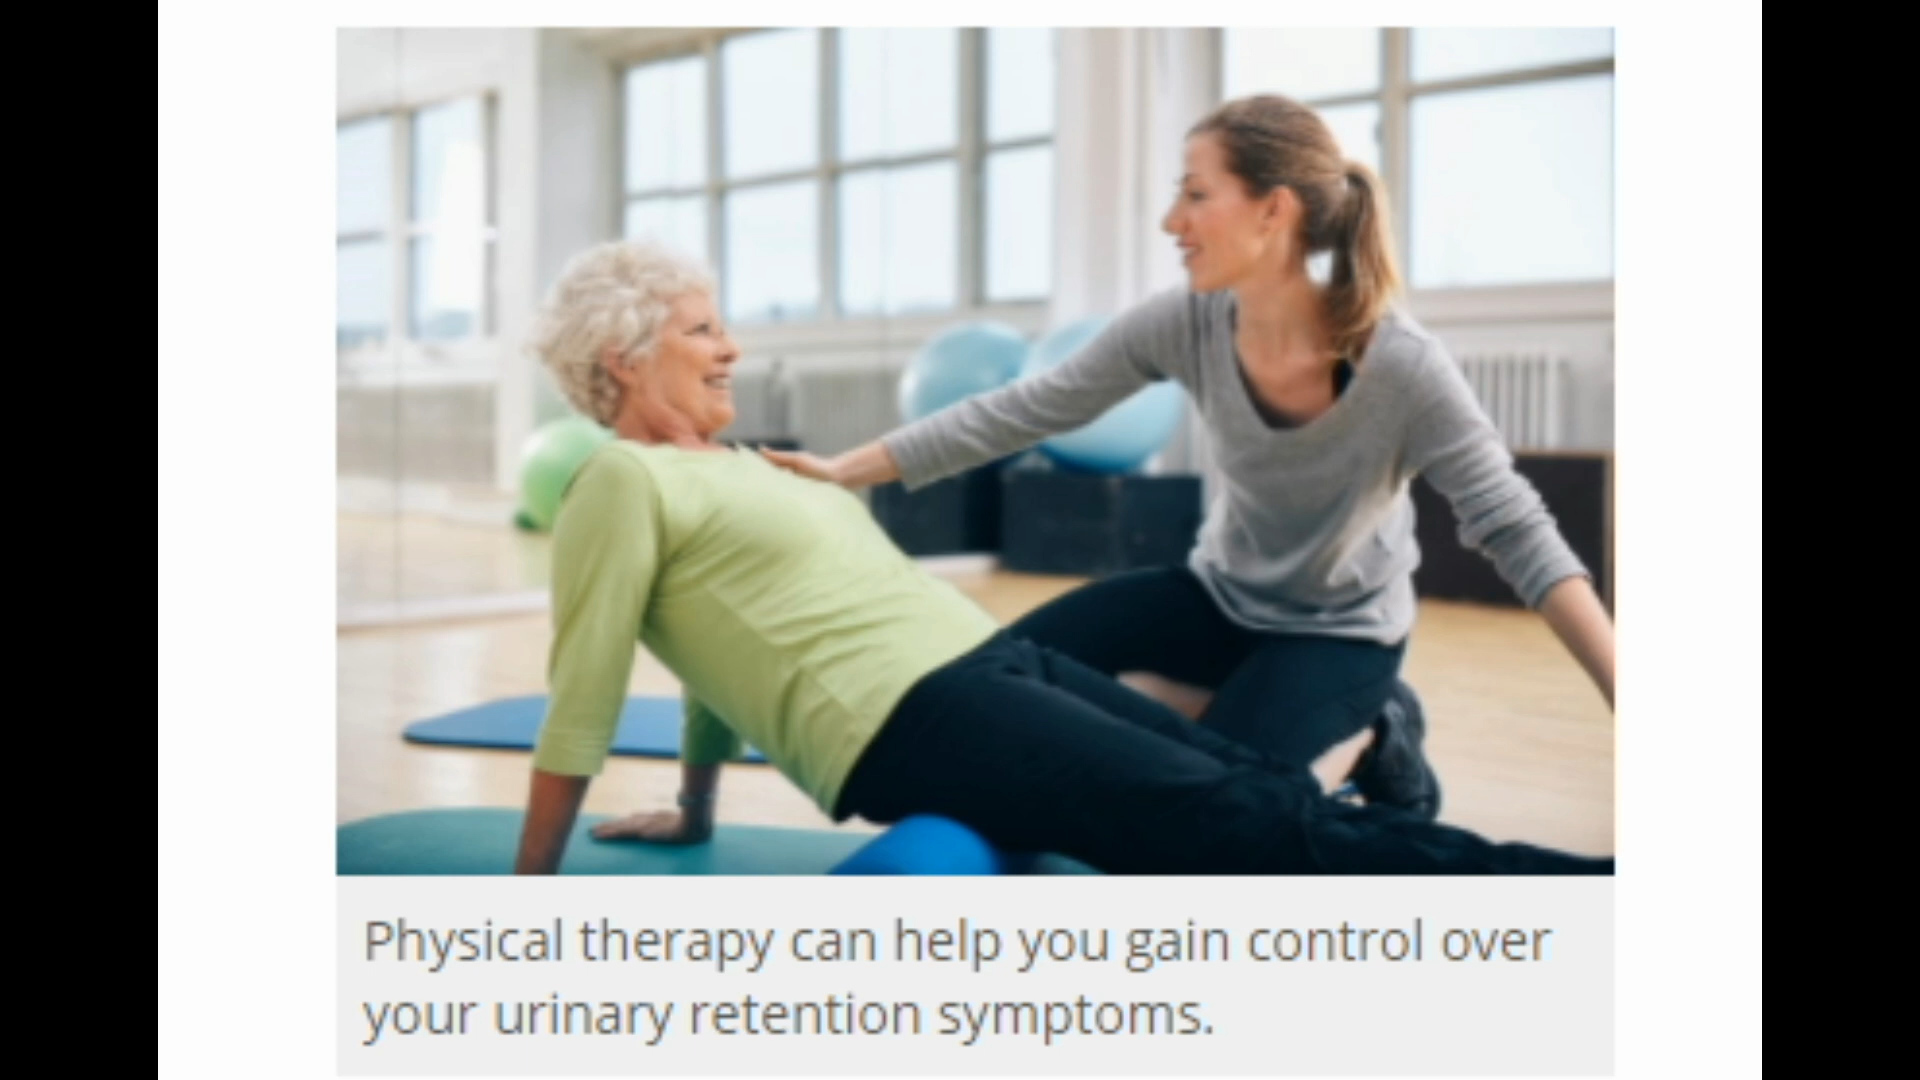 Physical therapy can help you gain control over
your urinary retention symptoms.